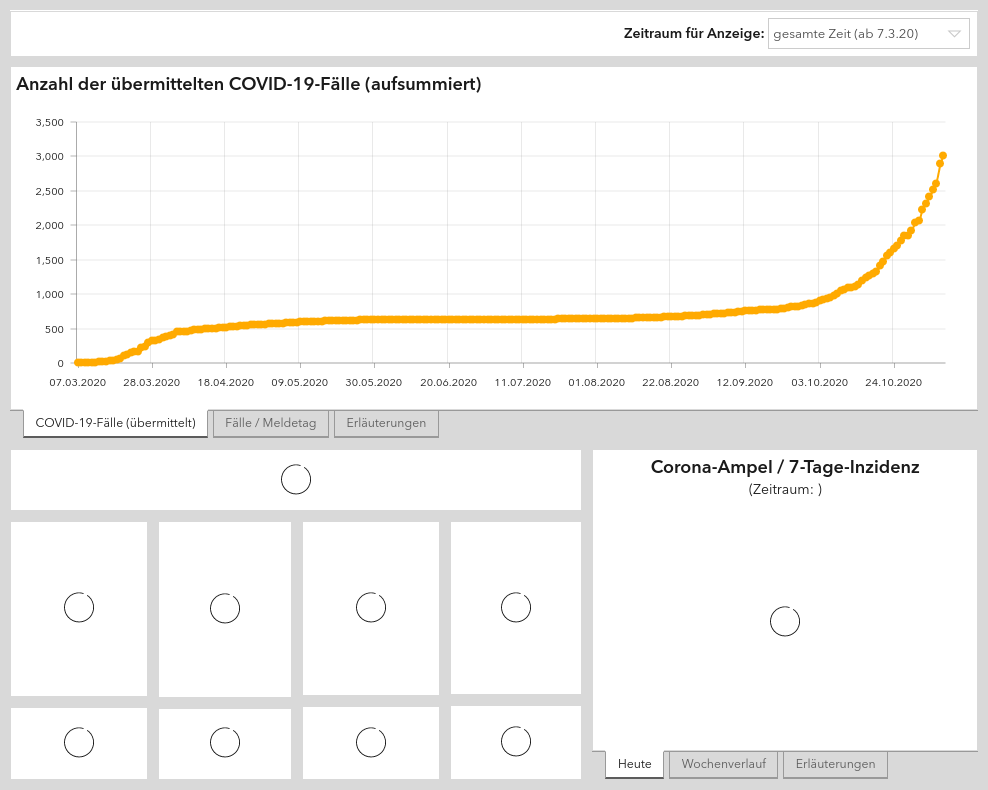 Zeitraum für Anzeige: gesamte Zeit (ab 7.3.20)
Anzahl der übermittelten COVID-19-Fälle (aufsummiert)
3,500
3,000
2,500
2,000
1,500
1,000
500
0
07.03.2020 28.03.2020 18.04.2020 09.05.2020 30.05.2020 20.06.2020 11.07.2020 01.08.2020 22.08.2020 12.09.2020 03.10.2020 24.10.2020
COVID-19-Fälle (übermittelt) Fälle / Meldetag Erläuterungen
Corona-Ampel / 7-Tage-Inzidenz
(Zeitraum: )
Heute Wochenverlauf Erläuterungen